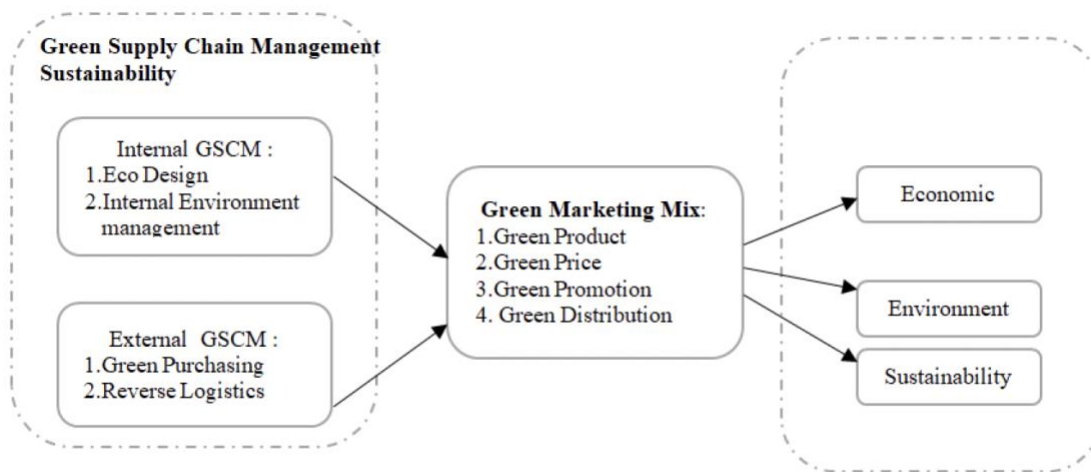 Green Supply Chain Management
Sustainability
Internal GSCM :
1.Eco Design
2.Internal Environment
management
External GSCM :
1.Green Purchasing
2.Reverse Logistics
Green Marketing Mix:
1.Green Product
2.Green Price
3.Green Promotion
4. Green Distribution
Economic
Environment
Sustainability